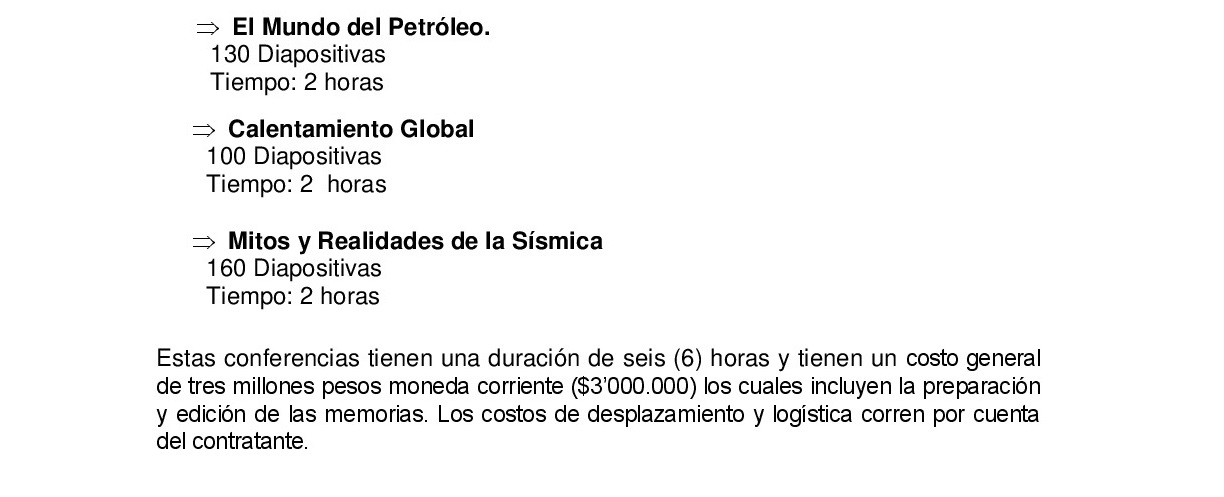 ⇒ El Mundo del Petróleo.
130 Diapositivas
Tiempo: 2 horas
⇒ Calentamiento Global
100 Diapositivas
Tiempo: 2 horas
⇒ Mitos y Realidades de la Sísmica
160 Diapositivas
Tiempo: 2 horas
Estas conferencias tienen una duración de seis (6) horas y tienen un costo general
de tres millones pesos moneda corriente ($3’000.000) los cuales incluyen la preparación
y edición de las memorias. Los costos de desplazamiento y logística corren por cuenta
del contratante.